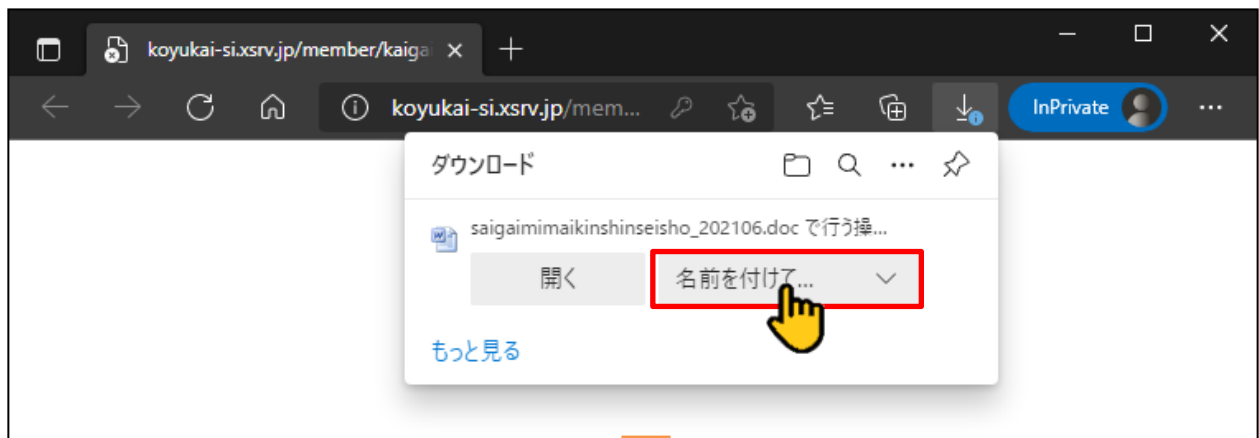 koyukai-si.xsrv.jp/member/kaiga
koyukai-si.xsrv.jp/mem...
InPrivate
ダウンロード
saigaimimaikinshinseisho_202106.doc で行う操...
開く
名前を付けて...
もっと見る